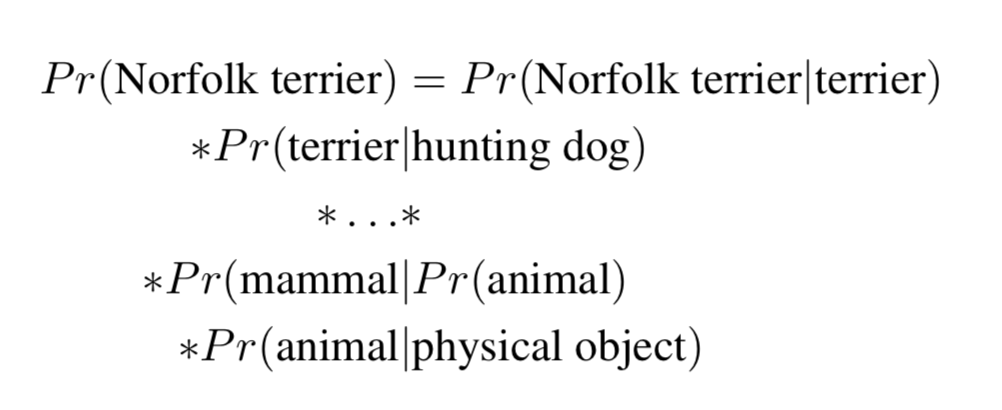 Pr(Norfolk terrier) = Pr(Norfolk terrier|terrier)
*Pr(terrier|hunting dog)
* . . . *
*Pr(mammal|Pr(animal)
*Pr(animal|physical object)